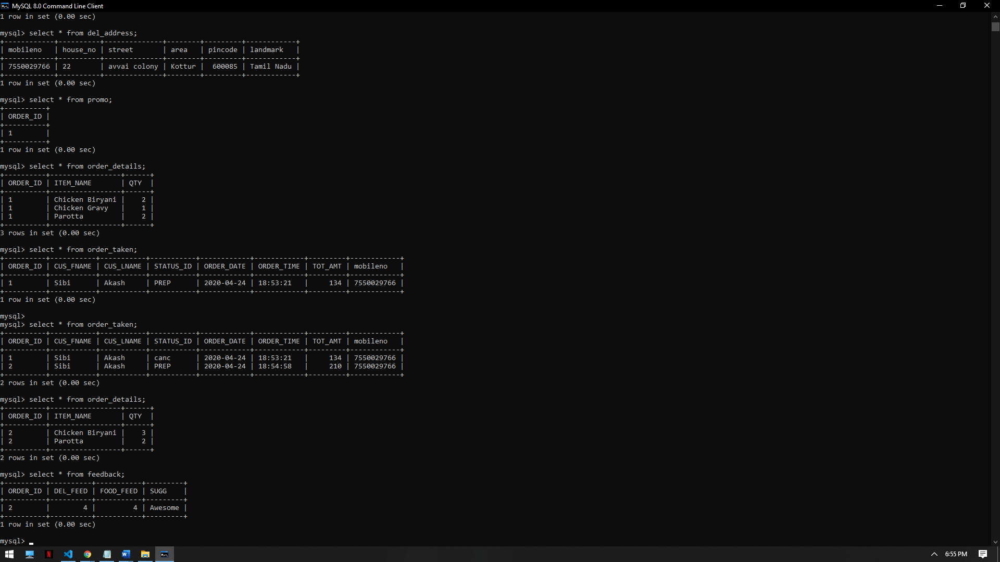 MySQL 8.0 Command Line Client
1 row in set (0.00 sec)

mysql> select * from del_address;
+------------+----------+--------------+--------+---------+------------+
| mobileno   | house_no | street       | area   | pincode | landmark   |
+------------+----------+--------------+--------+---------+------------+
| 7550029766 | 22       | avvai colony | Kottur |  600085 | Tamil Nadu |
+------------+----------+--------------+--------+---------+------------+
1 row in set (0.00 sec)

mysql> select * from promo;
+----------+
| ORDER_ID |
+----------+
| 1        |
+----------+
1 row in set (0.00 sec)

mysql> select * from order_details;
+----------+-----------------+------+
| ORDER_ID | ITEM_NAME       | QTY  |
+----------+-----------------+------+
| 1        | Chicken Biryani |    2 |
| 1        | Chicken Gravy   |    1 |
| 1        | Parotta         |    2 |
+----------+-----------------+------+
3 rows in set (0.00 sec)

mysql> select * from order_taken;
+----------+-----------+-----------+-----------+------------+------------+---------+------------+
| ORDER_ID | CUS_FNAME | CUS_LNAME | STATUS_ID | ORDER_DATE | ORDER_TIME | TOT_AMT | mobileno   |
+----------+-----------+-----------+-----------+------------+------------+---------+------------+
| 1        | Sibi      | Akash     | PREP      | 2020-04-24 | 18:53:21   |     134 | 7550029766 |
+----------+-----------+-----------+-----------+------------+------------+---------+------------+
1 row in set (0.00 sec)

mysql>
mysql> select * from order_taken;
+----------+-----------+-----------+-----------+------------+------------+---------+------------+
| ORDER_ID | CUS_FNAME | CUS_LNAME | STATUS_ID | ORDER_DATE | ORDER_TIME | TOT_AMT | mobileno   |
+----------+-----------+-----------+-----------+------------+------------+---------+------------+
| 1        | Sibi      | Akash     | canc      | 2020-04-24 | 18:53:21   |     134 | 7550029766 |
| 2        | Sibi      | Akash     | PREP      | 2020-04-24 | 18:54:58   |     210 | 7550029766 |
+----------+-----------+-----------+-----------+------------+------------+---------+------------+
2 rows in set (0.00 sec)

mysql> select * from order_details;
+----------+-----------------+------+
| ORDER_ID | ITEM_NAME       | QTY  |
+----------+-----------------+------+
| 2        | Chicken Biryani |    3 |
| 2        | Parotta         |    2 |
+----------+-----------------+------+
2 rows in set (0.00 sec)

mysql> select * from feedback;
+----------+----------+-----------+---------+
| ORDER_ID | DEL_FEED | FOOD_FEED | SUGG    |
+----------+----------+-----------+---------+
| 2        |        4 |         4 | Awesome |
+----------+----------+-----------+---------+
1 row in set (0.00 sec)

mysql> _
6:55 PM